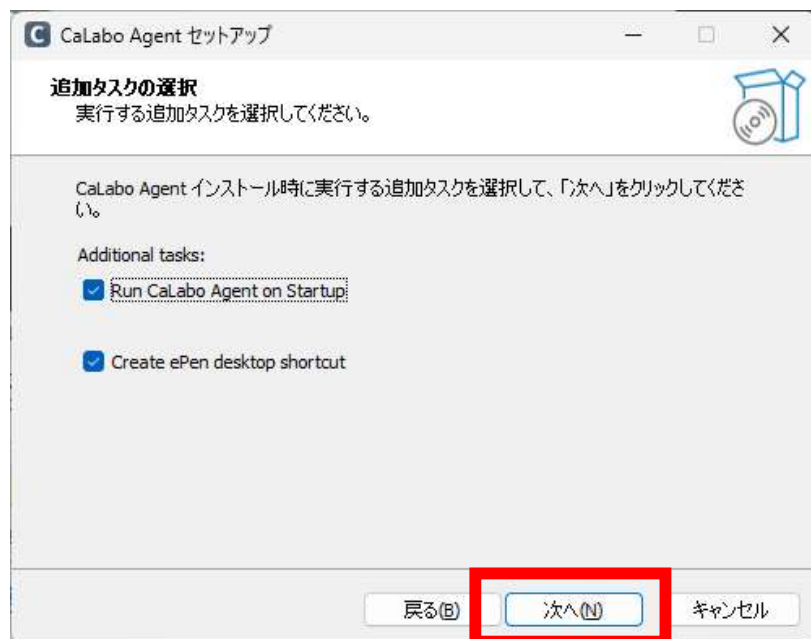 CaLabo Agent セットアップ
追加タスクの選択
実行する追加タスクを選択してください。
CaLabo Agent インストール時に実行する追加タスクを選択して、「次へ」をクリックしてくださ
い。
Additional tasks:
Run CaLabo Agent on Startup
Create ePen desktop shortcut
戻る(B)
次へ(N)
キャンセル